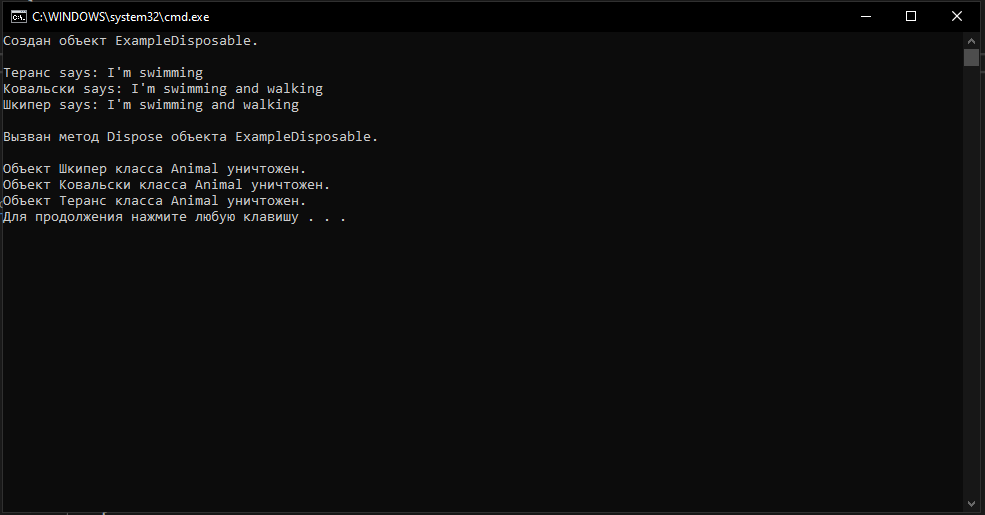 C:\WINDOWS\system32\cmd.exe
Создан объект ExampleDisposable.
Теранс says: I'm swimming
Ковальски says: I'm swimming and walking
Шкипер says: I'm swimming and walking
Вызван метод Dispose объекта ExampleDisposable.
Объект Шкипер класса Animal уничтожен.
Объект Ковальски класса Animal уничтожен.
Объект Теранс класса Animal уничтожен.
Для продолжения нажмите любую клавишу . . .